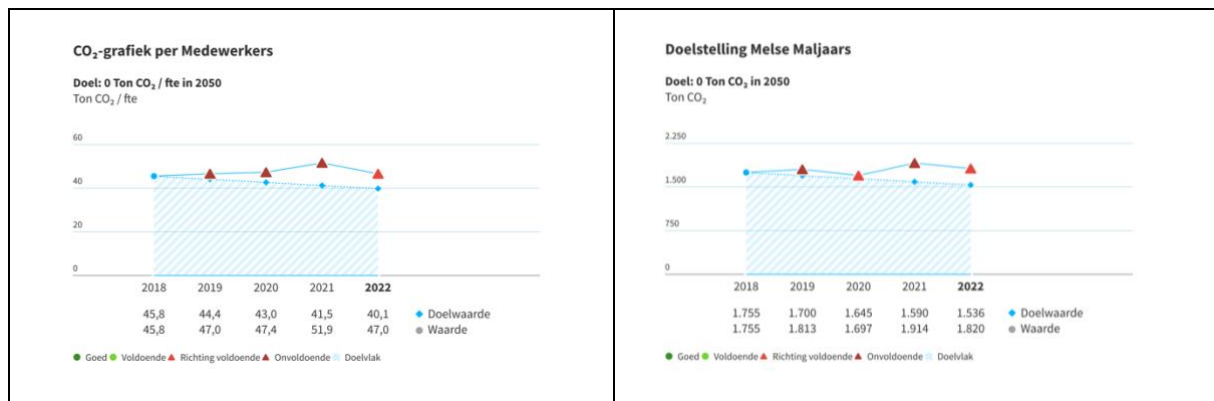 CO₂-grafiek per Medewerkers
Doel: 0 Ton CO₂ / fte in 2050
Ton CO₂ / fte
60
40
20
0
2018 2019 2020 2021 2022
45,8 44,4 43,0 41,5 40,1 Doelwaarde
45,8 47,0 47,4 51,9 47,0 Waarde
Goed Voldoende Richting voldoende Onvoldoende Doelvlak
Doelstelling Melse Maljaars
Doel: 0 Ton CO₂ in 2050
Ton CO₂
2.250
1.500
750
0
2018 2019 2020 2021 2022
1.755 1.700 1.645 1.590 1.536 Doelwaarde
1.755 1.813 1.697 1.914 1.820 Waarde
Goed Voldoende Richting voldoende Onvoldoende Doelvlak